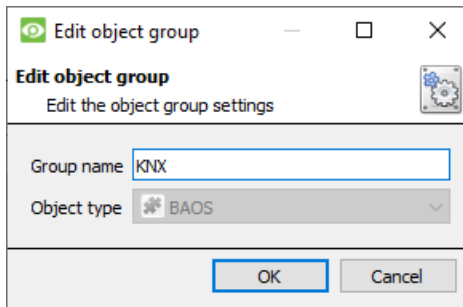 Edit object group
Edit object group
Edit the object group settings
Group name KNX
Object type BAOS
OK Cancel